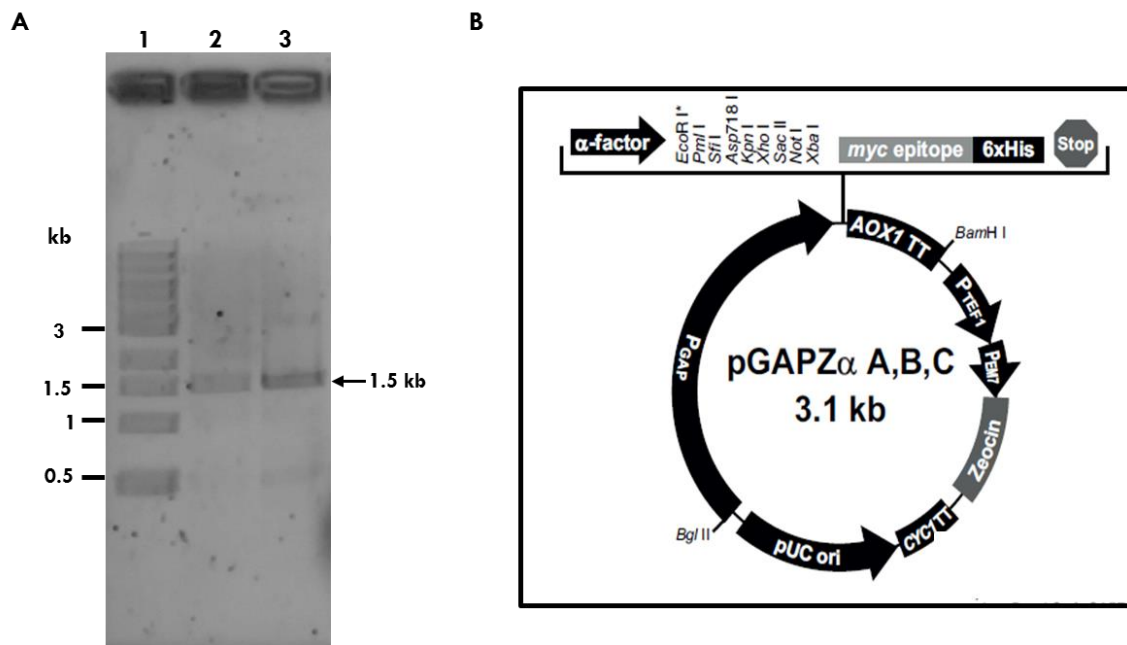 A
1 2 3
kb
3
1.5
1
0.5
1.5 kb
B
α-factor
EcoR I*
Pml I
Sfi I
Asp718 I
Kpn I
Xho I
Sac II
Not I
Xba I
myc epitope
6xHis
Stop
AOX1 TT
BamH I
PTEF1
PEM7
Zeocin
CYC1 TT
pUC ori
Bgl II
PGAP
pGAPZα A,B,C
3.1 kb